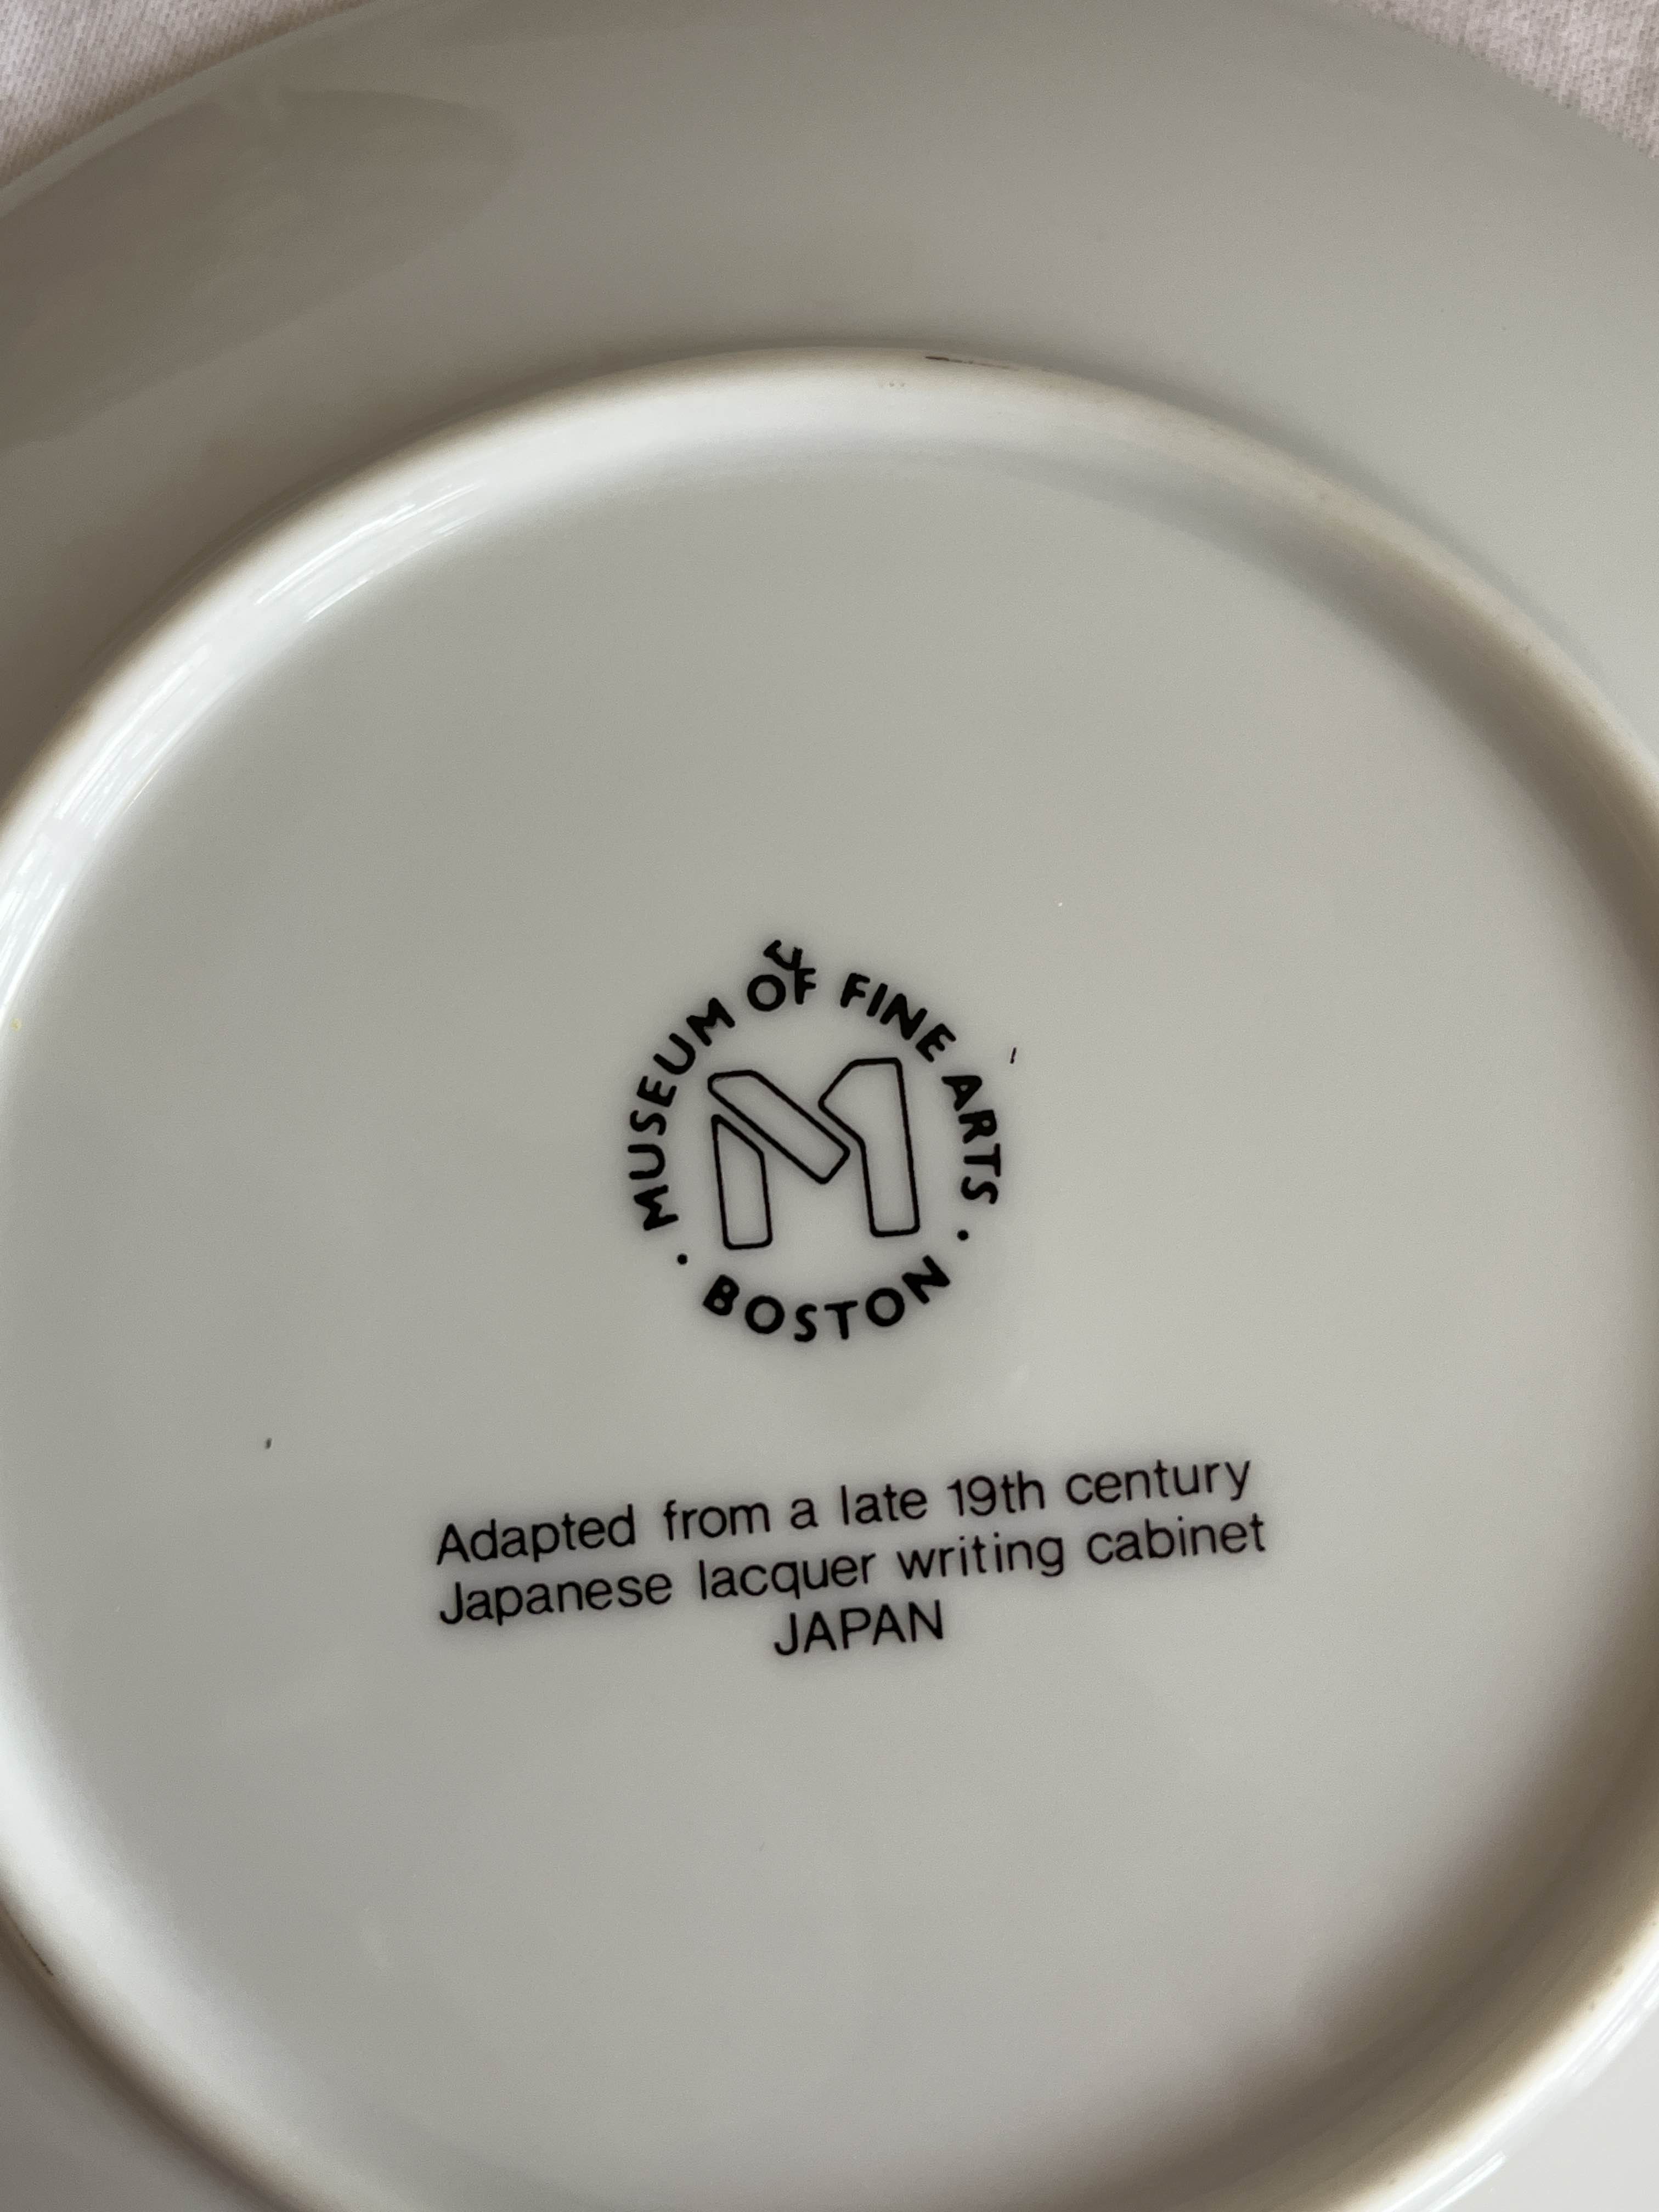 MUSEUM OF FINE ARTS
· BOSTON ·
M
Adapted from a late 19th century
Japanese lacquer writing cabinet
JAPAN